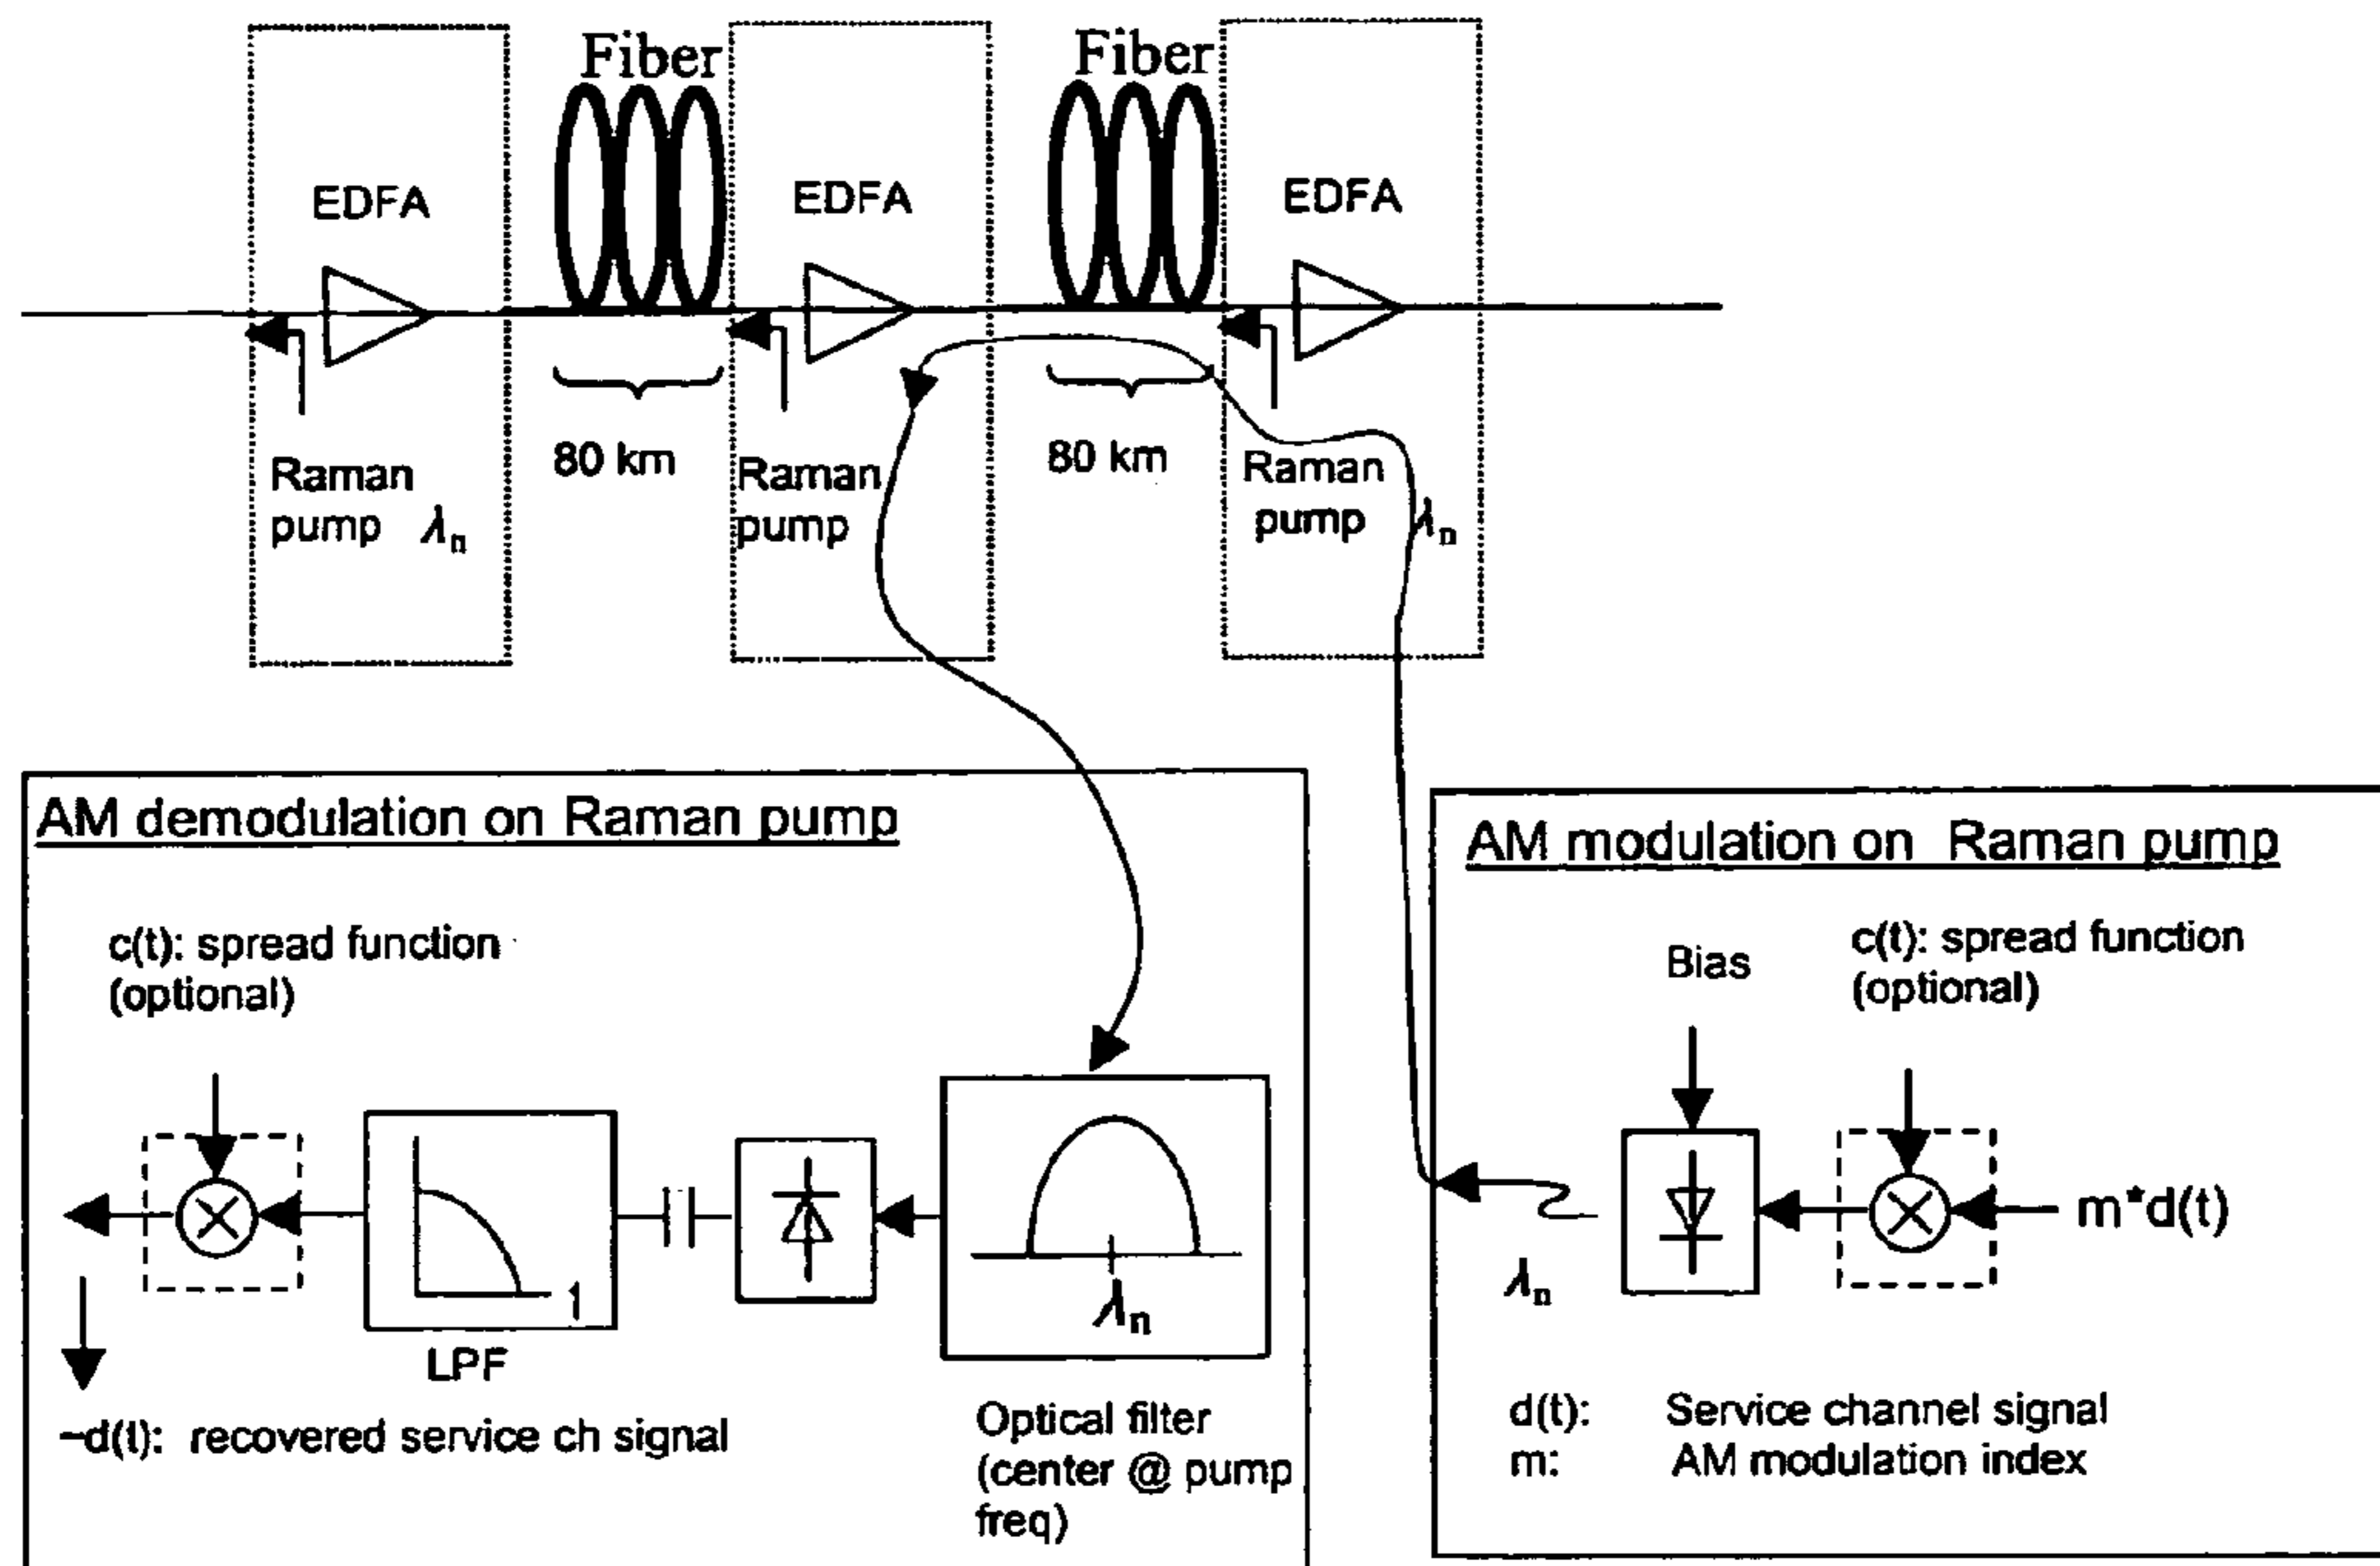 Fiber
Fiber
EDFA
EDFA
EDFA
80 km
80 km
Raman
pump λn
Raman
pump
Raman
pump λn
AM demodulation on Raman pump
c(t): spread function
(optional)
LPF
λn
Optical filter
(center @ pump
freq)
~d(t): recovered service ch signal
AM modulation on Raman pump
Bias
c(t): spread function
(optional)
m*d(t)
λn
d(t): Service channel signal
m: AM modulation index